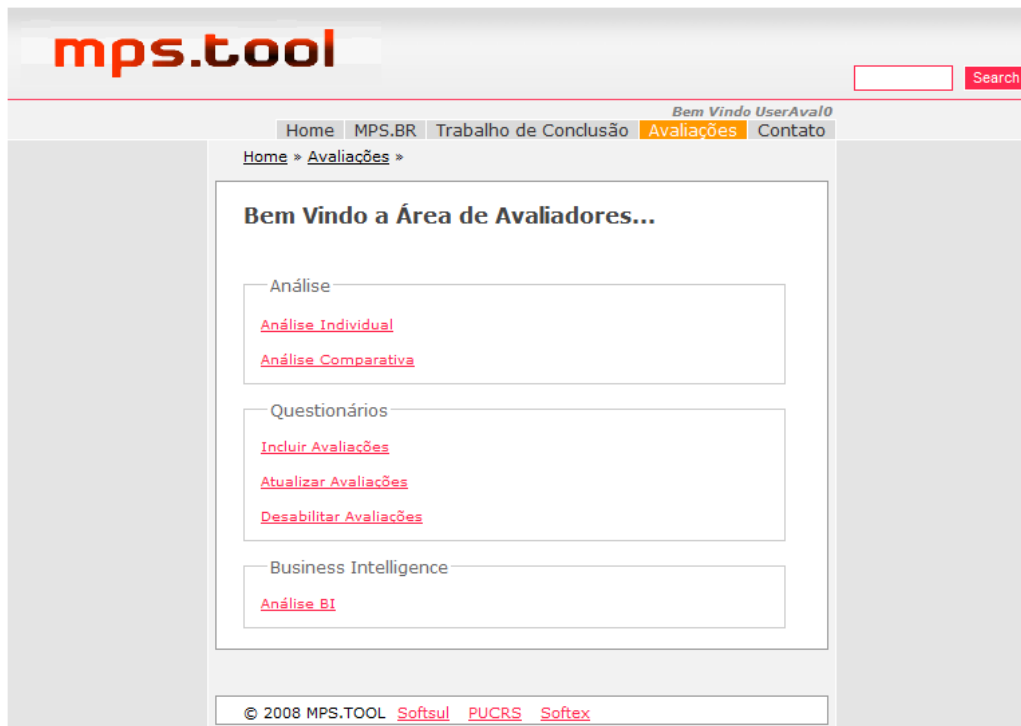 mps.tool
Search
Bem Vindo UserAval0
Home MPS.BR Trabalho de Conclusão Avaliações Contato
Home » Avaliações »
Bem Vindo a Área de Avaliadores...
Análise
Análise Individual
Análise Comparativa
Questionários
Incluir Avaliações
Atualizar Avaliações
Desabilitar Avaliações
Business Intelligence
Análise BI
© 2008 MPS.TOOL Softsul PUCRS Softex